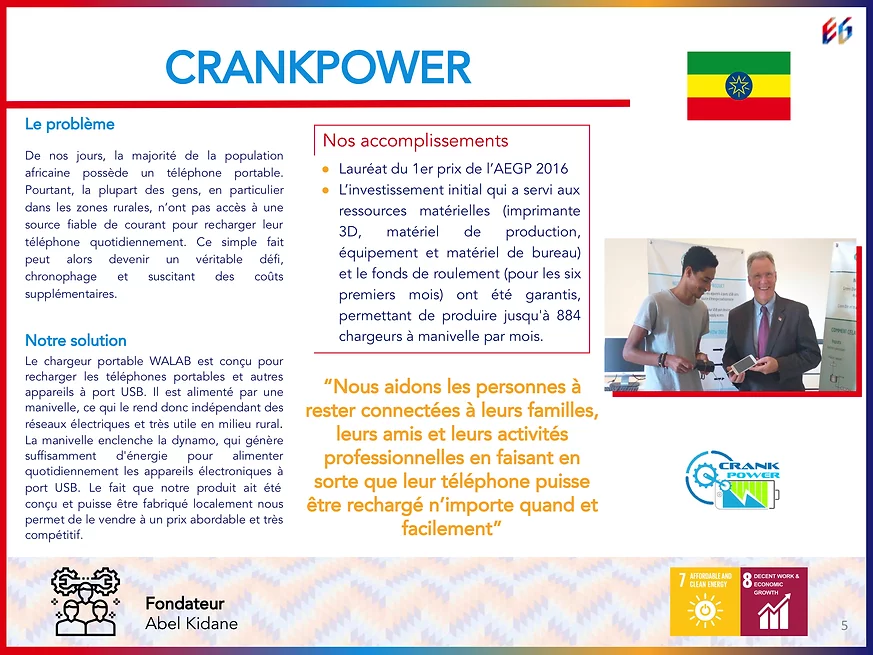 EG
CRANKPOWER
Le problème
De nos jours, la majorité de la population
africaine possède un téléphone portable.
Pourtant, la plupart des gens, en particulier
dans les zones rurales, n'ont pas accès à une
source fiable de courant pour recharger leur
téléphone quotidiennement. Ce simple fait
peut alors devenir un véritable défi,
chronophage et suscitant des coûts
supplémentaires.
Notre solution
Le chargeur portable WALAB est conçu pour
recharger les téléphones portables et autres
appareils à port USB. Il est alimenté par une
manivelle, ce qui le rend donc indépendant des
réseaux électriques et très utile en milieu rural.
La manivelle enclenche la dynamo, qui génère
suffisamment d'énergie pour alimenter
quotidiennement les appareils électroniques à
port USB. Le fait que notre produit ait été
conçu et puisse être fabriqué localement nous
permet de le vendre à un prix abordable et très
compétitif.
Nos accomplissements
• Lauréat du 1er prix de l'AEGP 2016
• L'investissement initial qui a servi aux
ressources matérielles (imprimante
3D, matériel de production,
équipement et matériel de bureau)
et le fonds de roulement (pour les six
premiers mois) ont été garantis,
permettant de produire jusqu'à 884
chargeurs à manivelle par mois.
"Nous aidons les personnes à
rester connectées à leurs familles,
leurs amis et leurs activités
professionnelles en faisant en
sorte que leur téléphone puisse
être rechargé n'importe quand et
facilement"
CRANK
POWER
Fondateur
Abel Kidane
7 AFFORDABLE AND
CLEAN ENERGY
8 DECENT WORK &
ECONOMIC
GROWTH
5